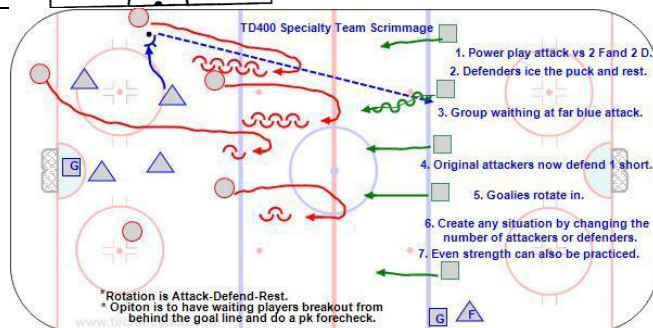 TD400 Specialty Team Scrimmage
1. Power play attack vs 2 Fand 2 D.
2. Defenders ice the puck and rest.
3. Group waithing at far blue attack.
4. Original attackers now defend 1 short.
5. Goalies rotate in.
6. Create any situation by changing the
number of attackers or defenders.
7. Even strength can also be practiced.
G
*Rotation is Attack-Defend-Rest.
* Opiton is to have waiting players breakout from
behind the goal line and do a pk forecheck.
G
F